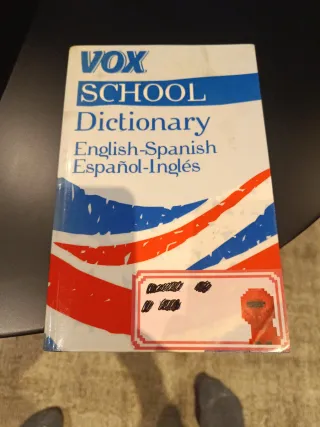 VOX
SCHOOL
Dictionary
English-Spanish
Español-Inglés